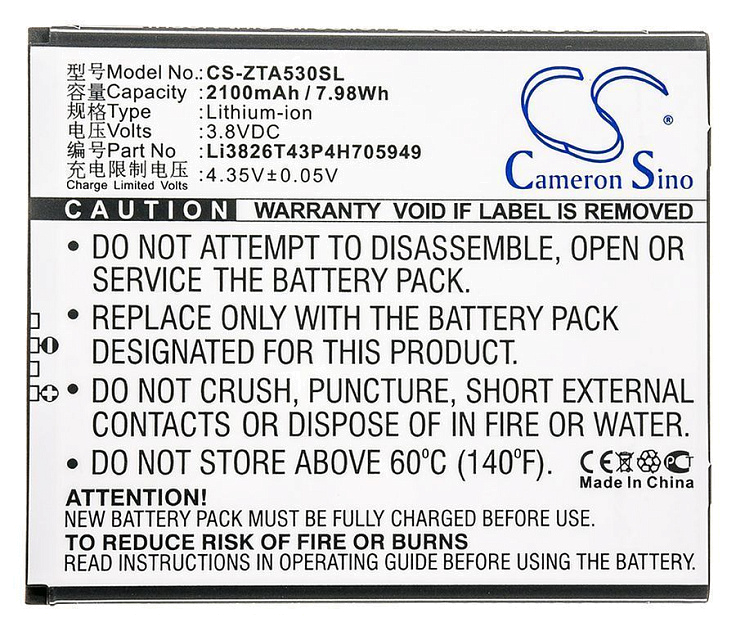 型号Model No.:CS-ZTA530SL
容量Capacity :2100mAh / 7.98Wh
规格Type :Lithium-ion
电压Volts :3.8VDC
编号Part No :Li3826T43P4H705949
充电限制电压:4.35V±0.05V
Charge Limited Volts
CS®
Cameron Sino
CAUTION WARRANTY VOID IF LABEL IS REMOVED
• DO NOT ATTEMPT TO DISASSEMBLE, OPEN OR
SERVICE THE BATTERY PACK.
• REPLACE ONLY WITH THE BATTERY PACK
DESIGNATED FOR THIS PRODUCT.
• DO NOT CRUSH, PUNCTURE, SHORT EXTERNAL
CONTACTS OR DISPOSE OF IN FIRE OR WATER.
• DO NOT STORE ABOVE 60°C (140°F).
CE
Made In China
ATTENTION!
NEW BATTERY PACK MUST BE FULLY CHARGED BEFORE USING.
TO REDUCE RISK OF FIRE OR BURNS
READ INSTRUCTIONS IN OPERATING GUIDE BEFORE USING THE BATTERY.